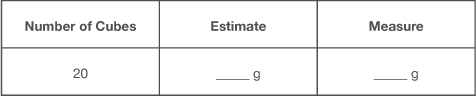 Number of Cubes Estimate Measure
20 _____ g _____ g